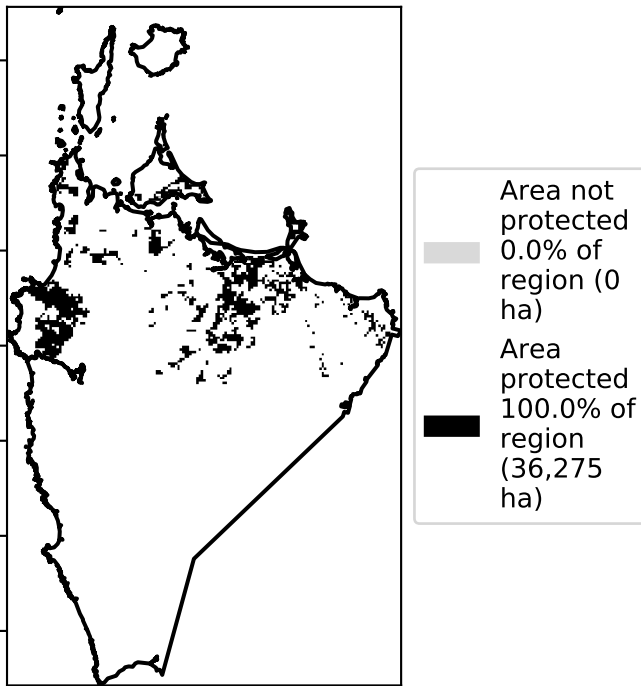 Area not
protected
0.0% of
region (0
ha)
Area
protected
100.0% of
region
(36,275
ha)